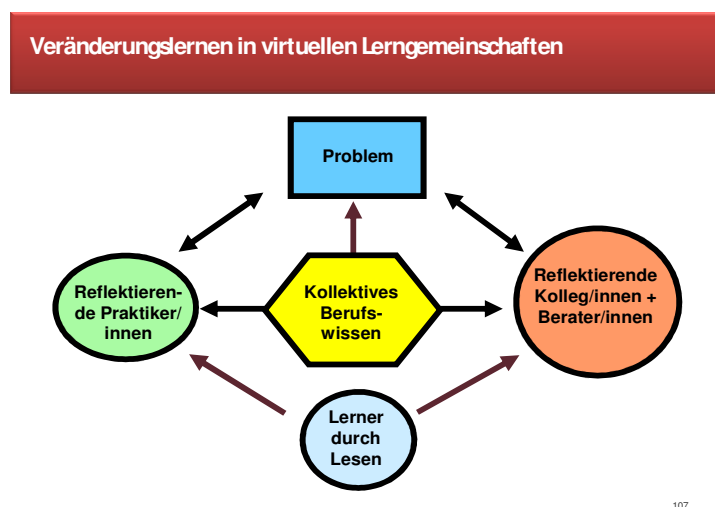 Veränderungslernen in virtuellen Lerngemeinschaften
Problem
Reflektieren-
de Praktiker/
innen
Kollektives
Berufs-
wissen
Reflektierende
Kolleg/innen +
Berater/innen
Lerner
durch
Lesen
107